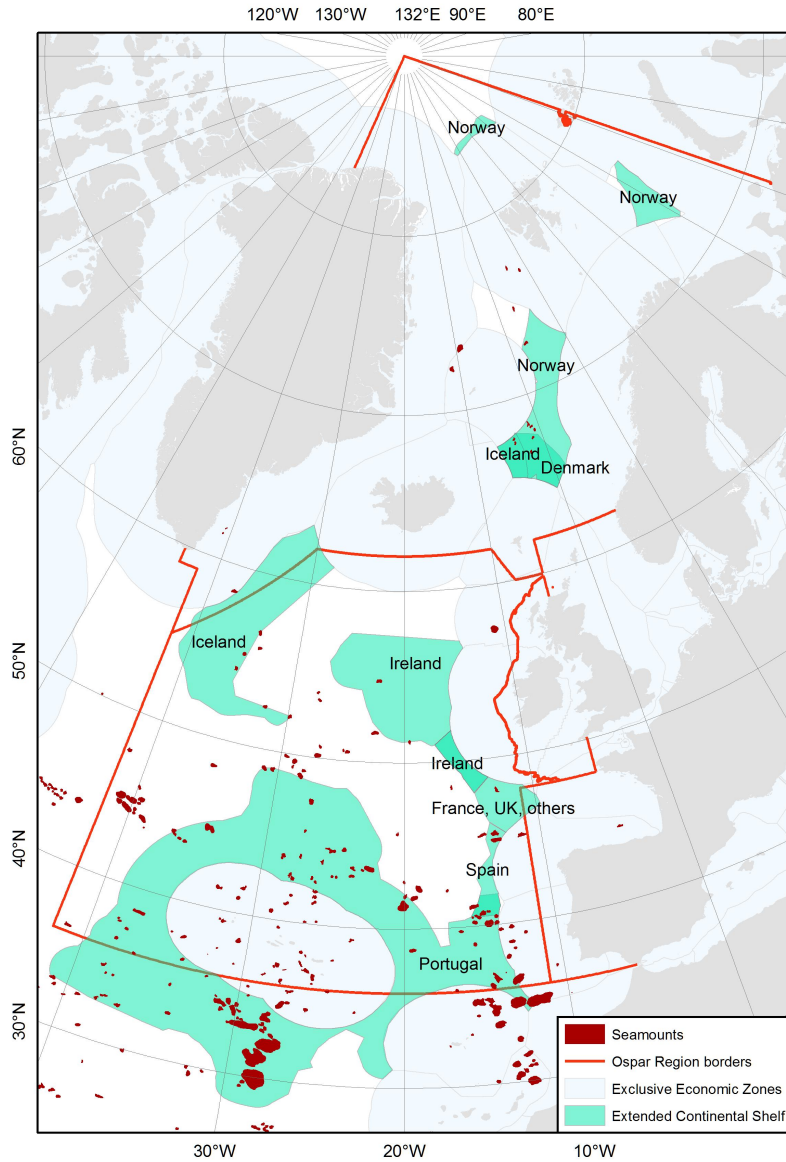 120°W 130°W 132°E 90°E 80°E
Norway
Norway
Norway
60°N
Iceland
Denmark
Iceland
Ireland
50°N
Ireland
France, UK, others
40°N
Spain
Portugal
30°N
Seamounts
Ospar Region borders
Exclusive Economic Zones
Extended Continental Shelf
30°W 20°W 10°W